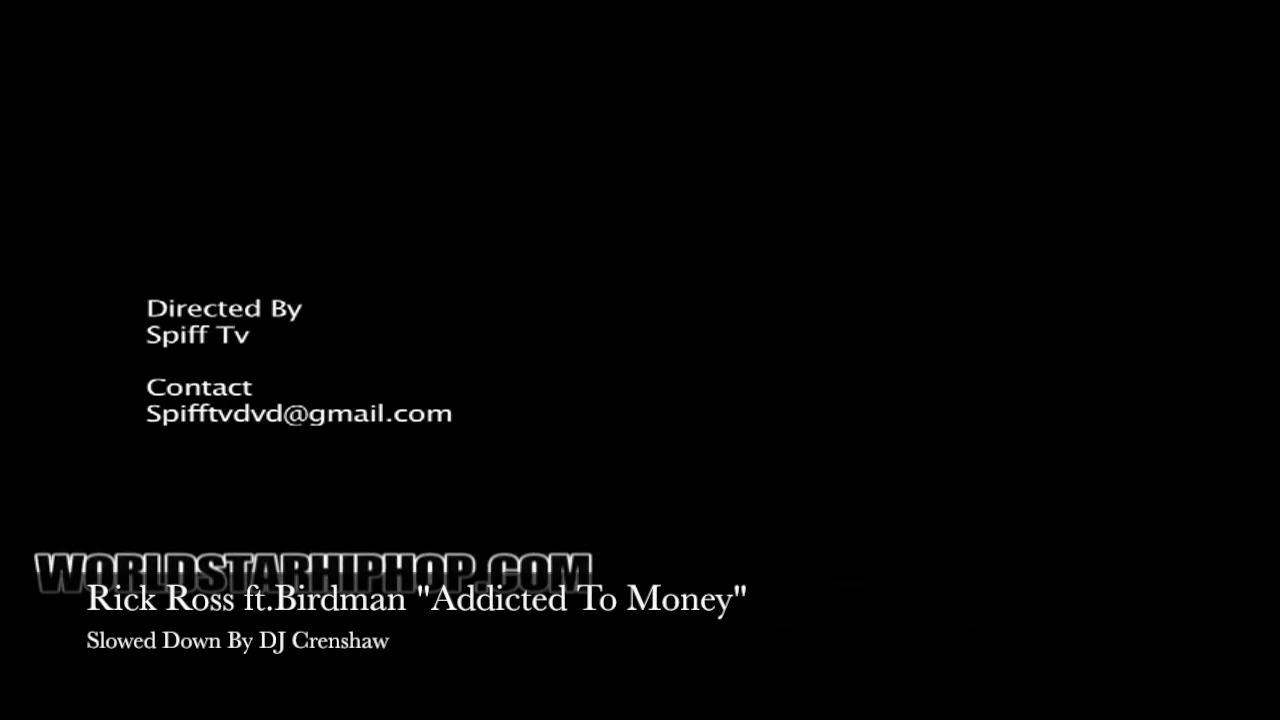 Directed By
Spiff Tv
Contact
Spifftvdvd@gmail.com
WORLDSTARHIPHOP.COM
Rick Ross ft.Birdman "Addicted To Money"
Slowed Down By DJ Crenshaw